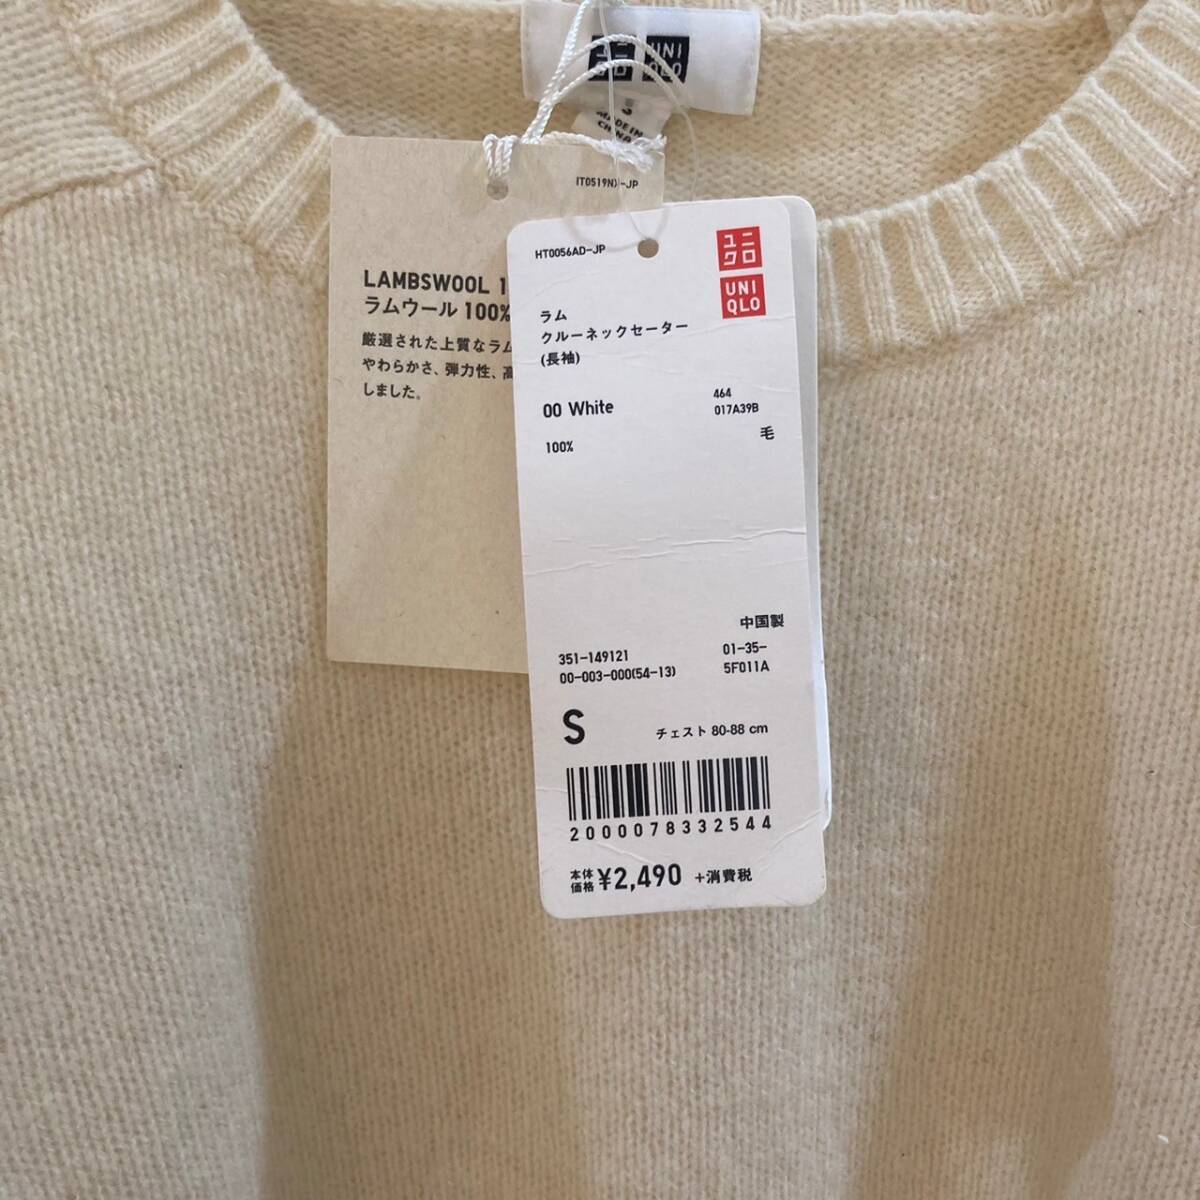 ユニ UNI
クロ QLO
S
MADE IN
CHINA
LAMBSWOOL
ラムウール 100%
厳選された上質なラム
やわらかさ、弾力性、高
しました。
HT0056AD-JP
ユニ
クロ
UNI
QLO
ラム
クルーネックセーター
(長袖)
00 White
464
017A39B
100%
毛
中国製
351-149121
01-35-
00-003-000(54-13)
5F011A
S
チェスト 80-88 cm
2000078332544
本体
価格 ¥2,490 +消費税